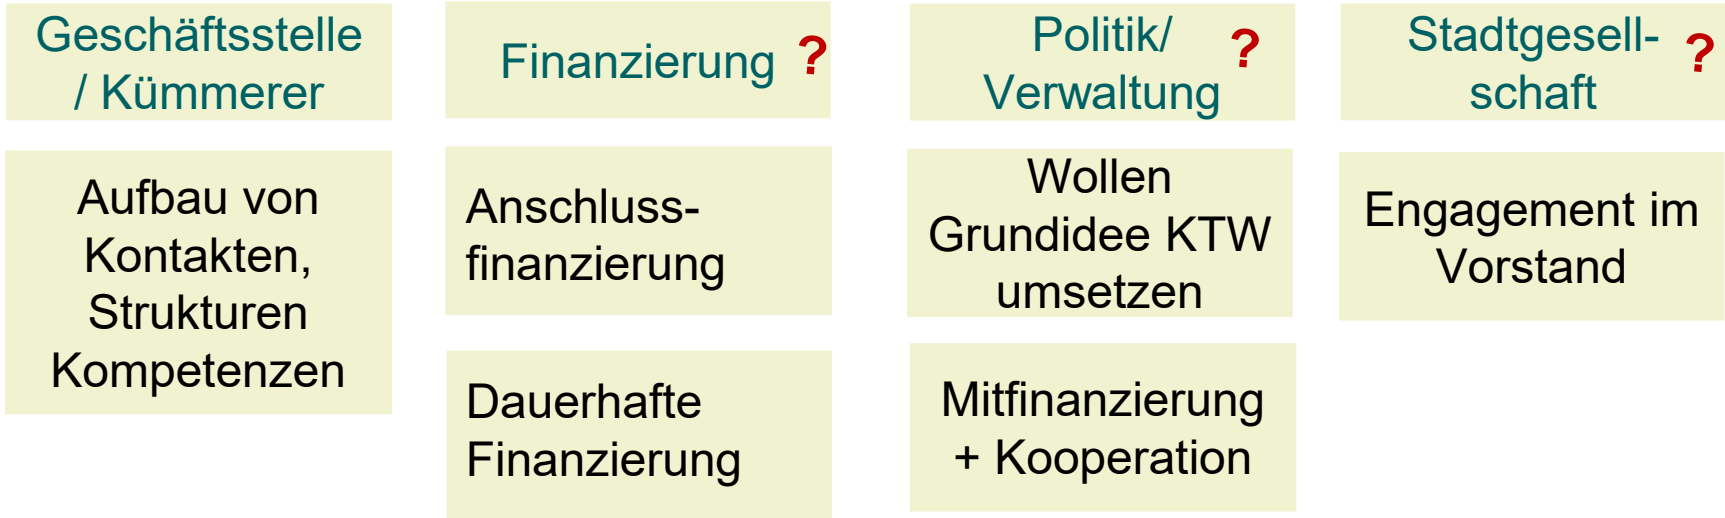 Geschäftsstelle
/ Kümmerer
Aufbau von
Kontakten,
Strukturen
Kompetenzen
Finanzierung ?
Anschluss-
finanzierung
Dauerhafte
Finanzierung
Politik/ ?
Verwaltung
Wollen
Grundidee KTW
umsetzen
Mitfinanzierung
+ Kooperation
Stadtgesell- ?
schaft
Engagement im
Vorstand